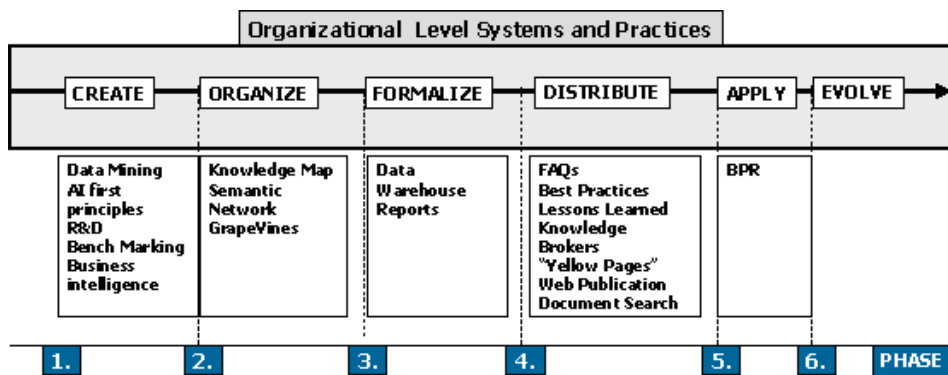 Organizational Level Systems and Practices
CREATE
ORGANIZE
FORMALIZE
DISTRIBUTE
APPLY
EVOLVE
Data Mining
AI first
principles
R&D
Bench Marking
Business
intelligence
Knowledge Map
Semantic
Network
GrapeVines
Data
Warehouse
Reports
FAQs
Best Practices
Lessons Learned
Knowledge
Brokers
"Yellow Pages"
Web Publication
Document Search
BPR
1.
2.
3.
4.
5.
6.
PHASE